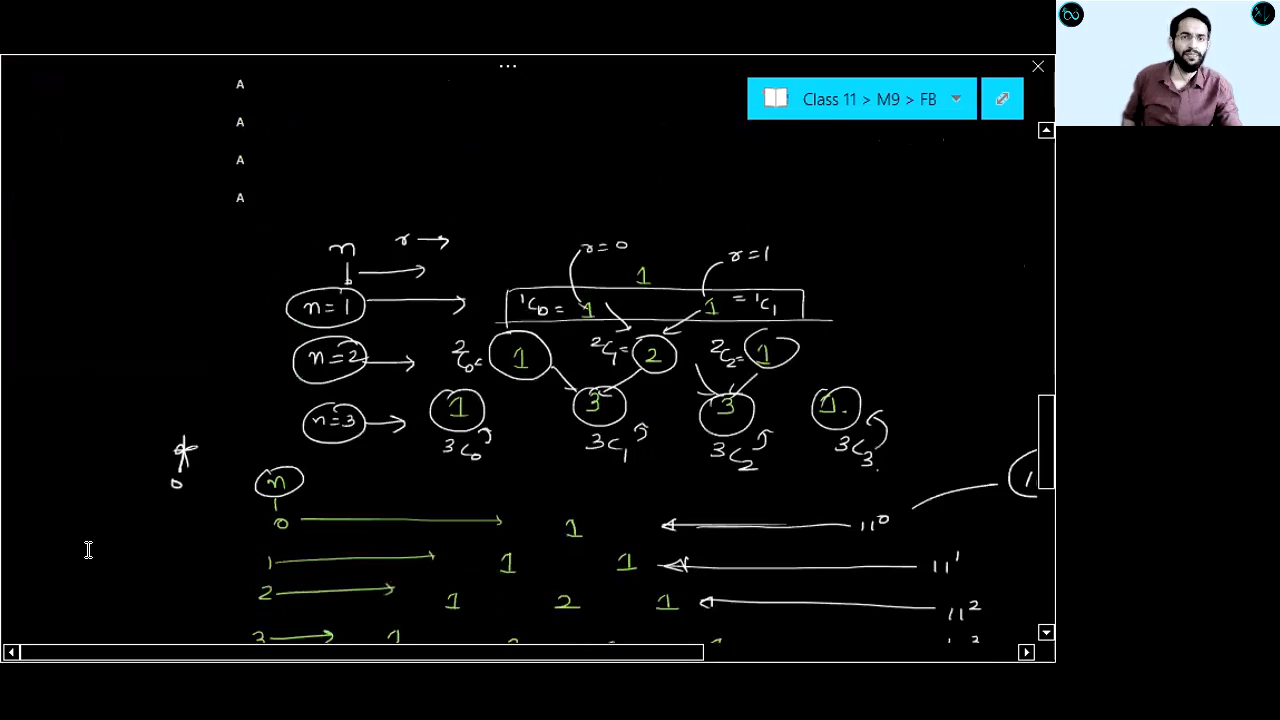 A
Class 11 > M9 > FB
A
A
A
n r → r=0 r=1
1
n=1 ¹C₀ = 1 1 = ¹C₁
n=2 ²C₀= 1 ²C₁= 2 ²C₂= 1
n=3 1 3 3 1
³C₀ ³C₁ ³C₂ ³C₃
n
0 1 11⁰
1 1 1 11¹
2 1 2 1 11²